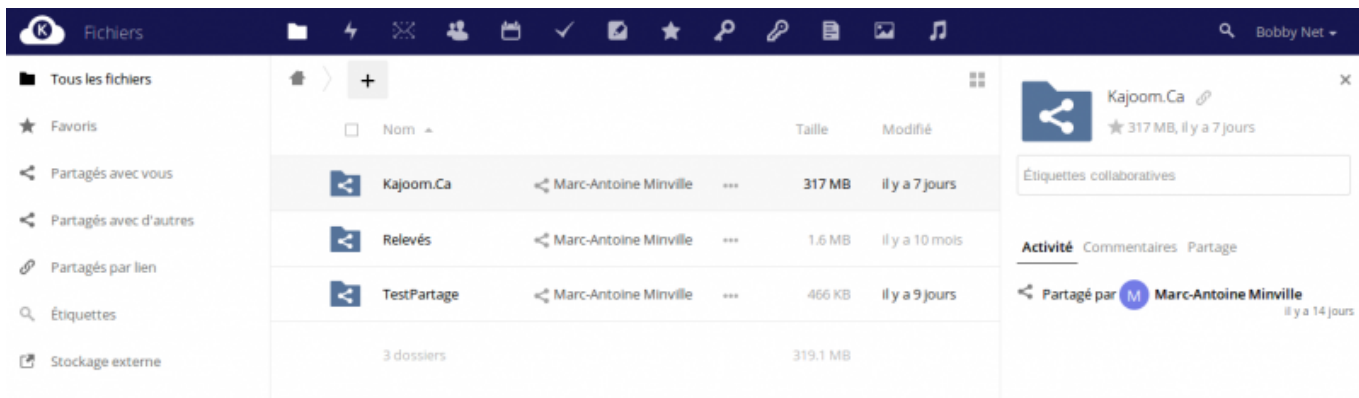 K Fichiers Bobby Net
Tous les fichiers
Favoris
Partagés avec vous
Partagés avec d'autres
Partagés par lien
Étiquettes
Stockage externe
+
Nom Taille Modifié
Kajoom.Ca Marc-Antoine Minville ••• 317 MB il y a 7 jours
Relevés Marc-Antoine Minville ••• 1.6 MB il y a 10 mois
TestPartage Marc-Antoine Minville ••• 466 KB il y a 9 jours
3 dossiers 319.1 MB
Kajoom.Ca ×
317 MB, il y a 7 jours
Étiquettes collaboratives
Activité Commentaires Partage
Partagé par M Marc-Antoine Minville
il y a 14 jours